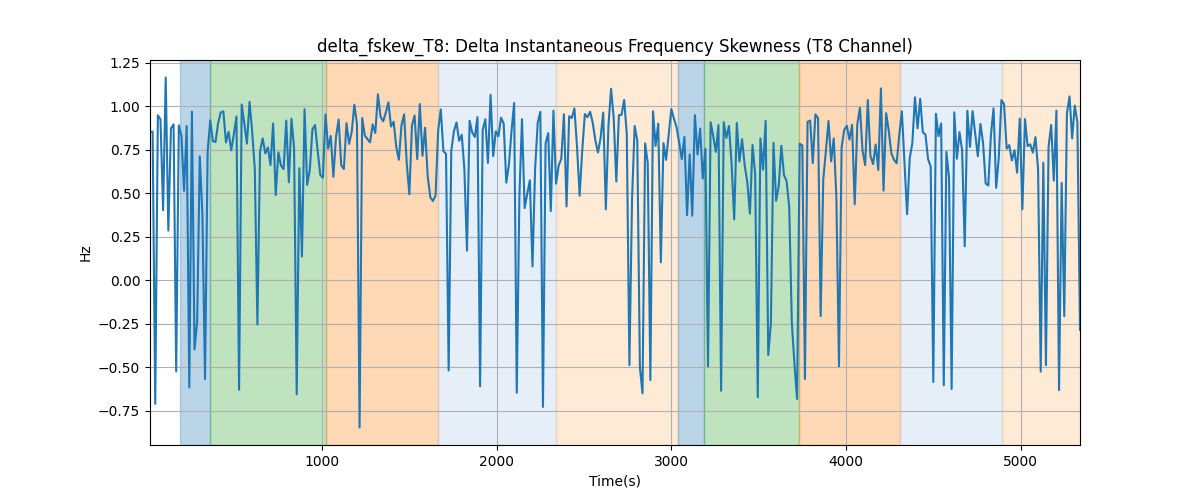 delta_fskew_T8: Delta Instantaneous Frequency Skewness (T8 Channel)
1.25
1.00
0.75
0.50
0.25
0.00
−0.25
−0.50
−0.75
Hz
1000 2000 3000 4000 5000
Time(s)